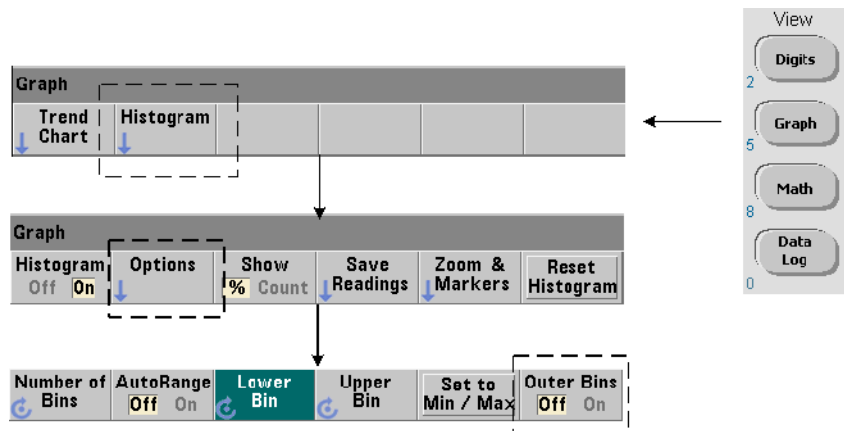 View
Digits
2
Graph
5
Math
8
Data
Log
0
Graph
Trend
Chart
Histogram
Graph
Histogram
Off On
Options
Show
% Count
Save
Readings
Zoom &
Markers
Reset
Histogram
Number of
Bins
AutoRange
Off On
Lower
Bin
Upper
Bin
Set to
Min / Max
Outer Bins
Off On